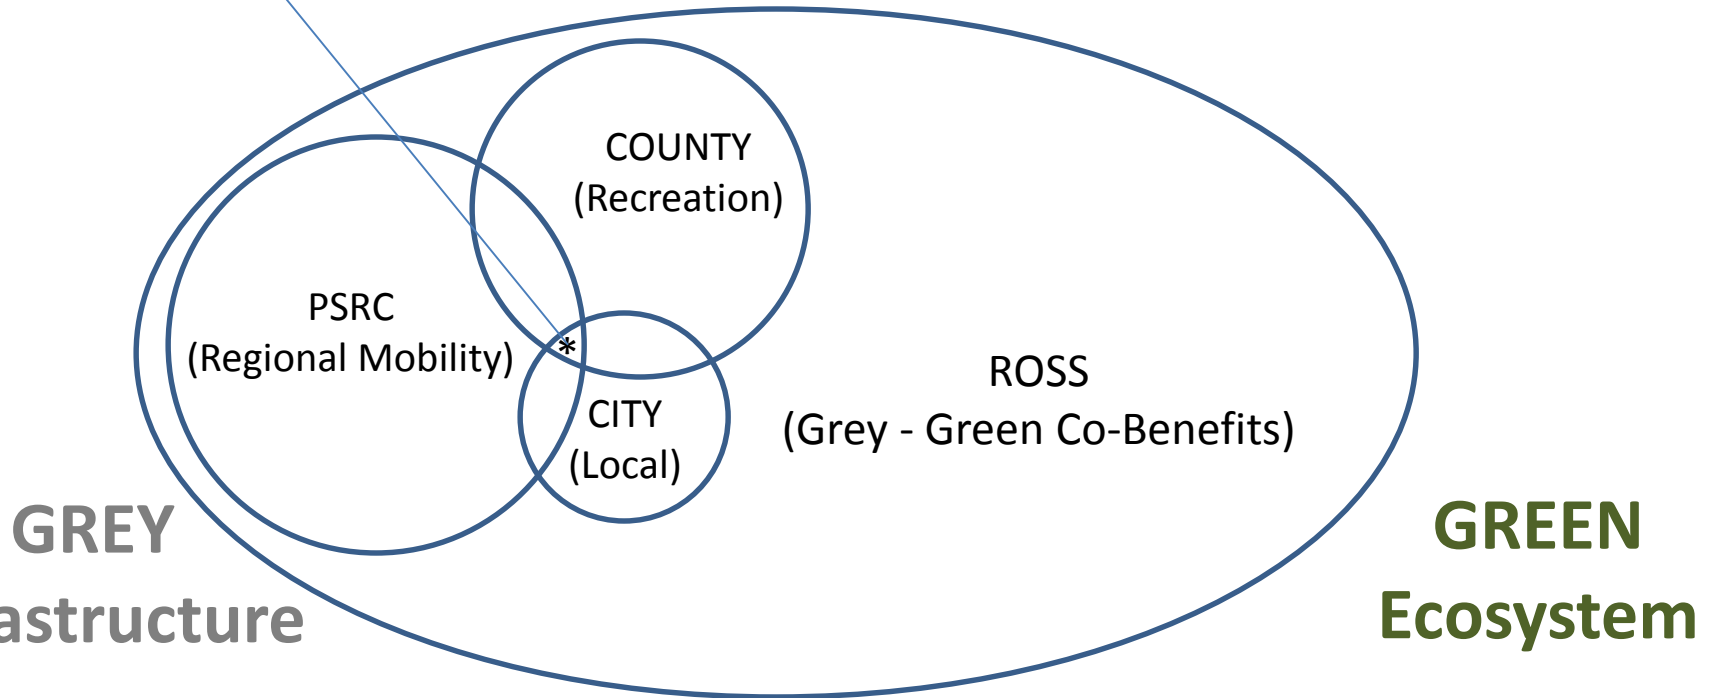 COUNTY
(Recreation)
PSRC
(Regional Mobility)
*
CITY
(Local)
ROSS
(Grey - Green Co-Benefits)
GREY
astructure
GREEN
Ecosystem